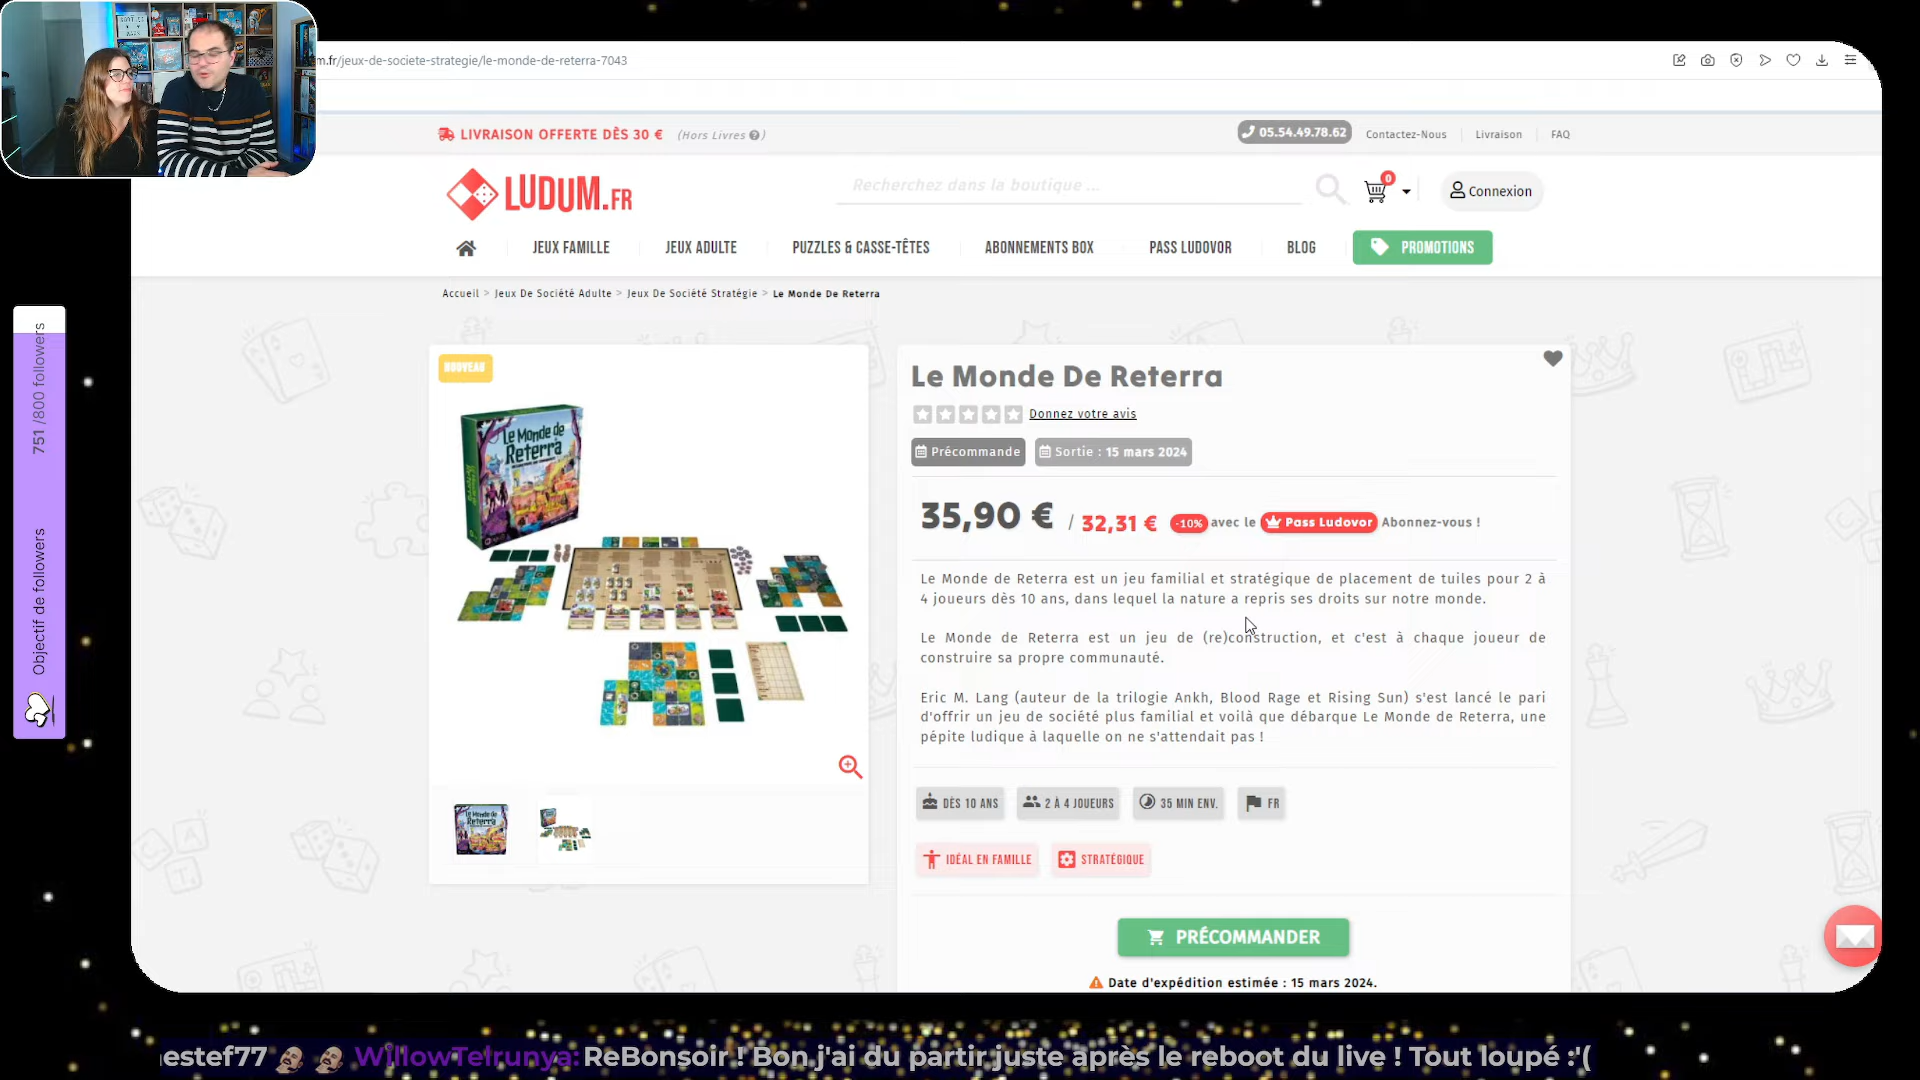 m.fr/jeux-de-societe-strategie/le-monde-de-reterra-7043
LIVRAISON OFFERTE DÈS 30 € (Hors Livres ?)
05.54.49.78.62 Contactez-Nous Livraison FAQ
LUDUM.FR
Recherchez dans la boutique ...
0
Connexion
JEUX FAMILLE JEUX ADULTE PUZZLES & CASSE-TÊTES ABONNEMENTS BOX PASS LUDOVOR BLOG PROMOTIONS
Accueil > Jeux De Société Adulte > Jeux De Société Stratégie > Le Monde De Reterra
NOUVEAU
Le Monde de Reterra
Le Monde de Reterra
Le Monde De Reterra
Donnez votre avis
Précommande Sortie : 15 mars 2024
35,90 € / 32,31 € -10% avec le Pass Ludovor Abonnez-vous !
Le Monde de Reterra est un jeu familial et stratégique de placement de tuiles pour 2 à
4 joueurs dès 10 ans, dans lequel la nature a repris ses droits sur notre monde.
Le Monde de Reterra est un jeu de (re)construction, et c'est à chaque joueur de
construire sa propre communauté.
Eric M. Lang (auteur de la trilogie Ankh, Blood Rage et Rising Sun) s'est lancé le pari
d'offrir un jeu de société plus familial et voilà que débarque Le Monde de Reterra, une
pépite ludique à laquelle on ne s'attendait pas !
DÈS 10 ANS 2 À 4 JOUEURS 35 MIN ENV. FR
IDÉAL EN FAMILLE STRATÉGIQUE
PRÉCOMMANDER
Date d'expédition estimée : 15 mars 2024.
Objectif de followers 751 /800 followers
estef77 WillowTelrunya: ReBonsoir ! Bon j'ai du partir juste après le reboot du live ! Tout loupé :'(